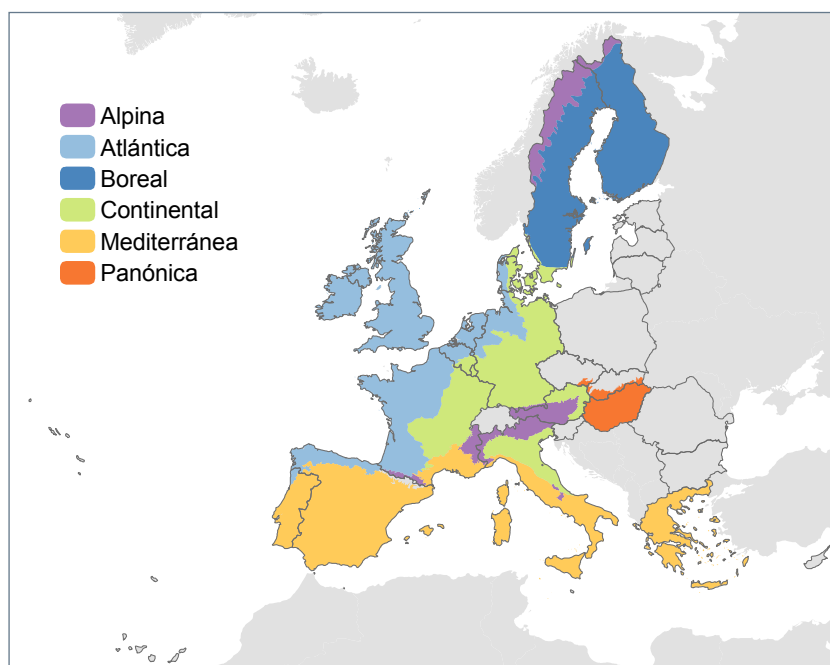 Alpina
Atlántica
Boreal
Continental
Mediterránea
Panónica